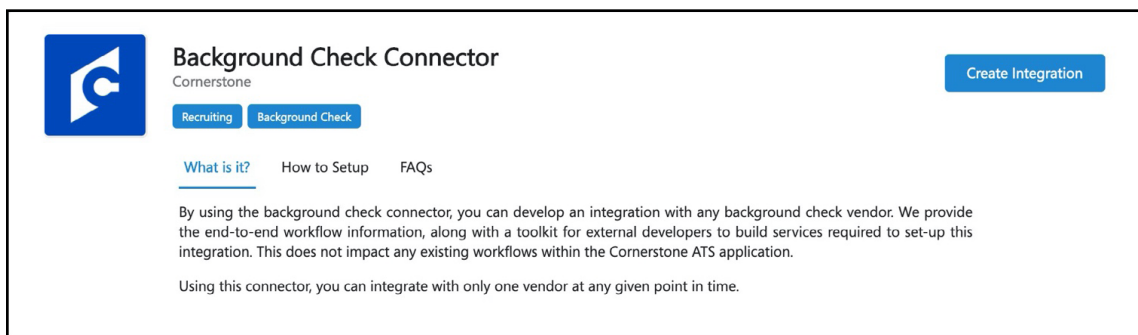 Background Check Connector
Cornerstone
Create Integration
Recruiting Background Check
What is it? How to Setup FAQs
By using the background check connector, you can develop an integration with any background check vendor. We provide
the end-to-end workflow information, along with a toolkit for external developers to build services required to set-up this
integration. This does not impact any existing workflows within the Cornerstone ATS application.
Using this connector, you can integrate with only one vendor at any given point in time.